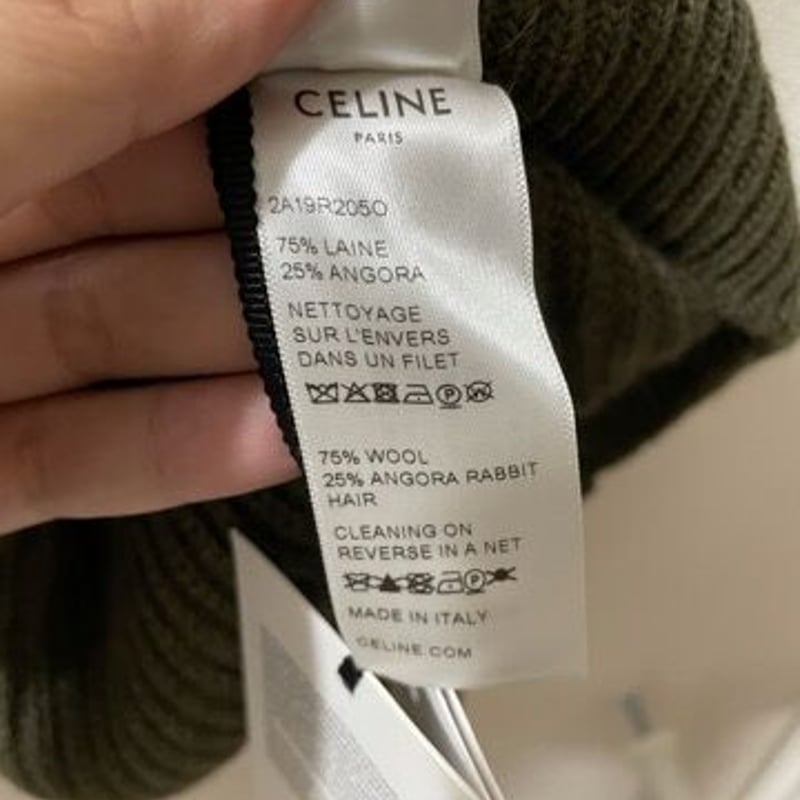 CELINE
PARIS
2A19R205O
75% LAINE
25% ANGORA
NETTOYAGE
SUR L'ENVERS
DANS UN FILET
P W
75% WOOL
25% ANGORA RABBIT
HAIR
CLEANING ON
REVERSE IN A NET
P
MADE IN ITALY
CELINE.COM